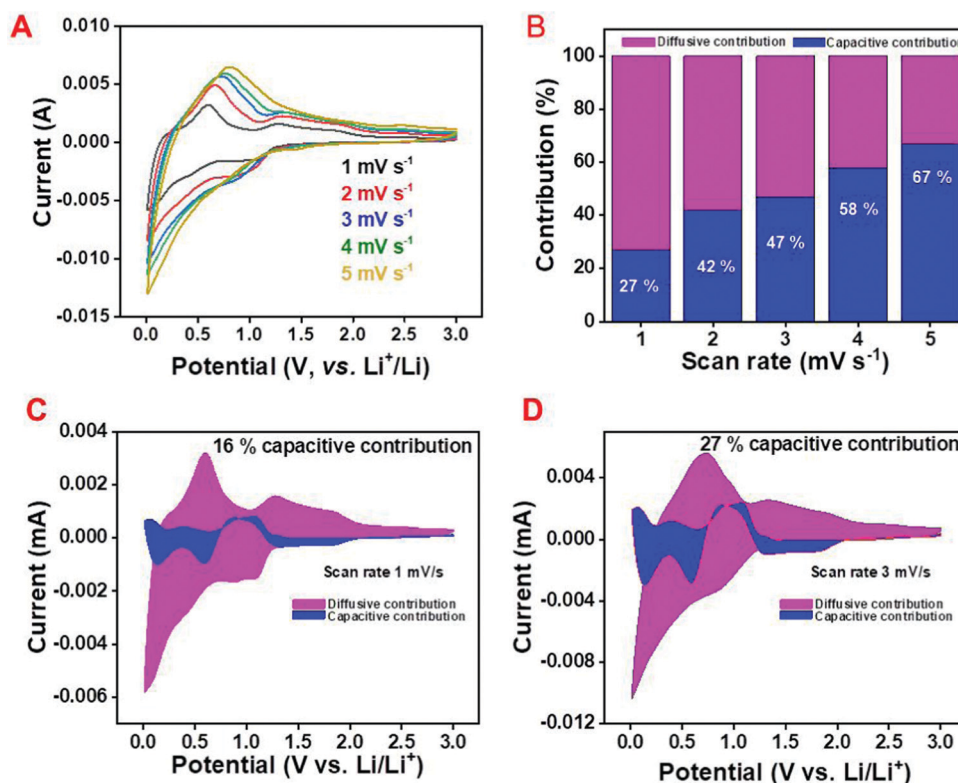 A
0.010
0.005
0.000
-0.005
-0.010
-0.015
Current (A)
1 mV s⁻¹
2 mV s⁻¹
3 mV s⁻¹
4 mV s⁻¹
5 mV s⁻¹
0.0 0.5 1.0 1.5 2.0 2.5 3.0
Potential (V, vs. Li⁺/Li)
B
Diffusive contribution Capacitive contribution
100
80
60
40
20
0
Contribution (%)
27 %
42 %
47 %
58 %
67 %
1 2 3 4 5
Scan rate (mV s⁻¹)
C
16 % capacitive contribution
0.004
0.002
0.000
-0.002
-0.004
-0.006
Current (mA)
Scan rate 1 mV/s
Diffusive contribution
Capacitive contribution
0.0 0.5 1.0 1.5 2.0 2.5 3.0
Potential (V vs. Li/Li⁺)
D
27 % capacitive contribution
0.004
0.000
-0.004
-0.008
-0.012
Current (mA)
Scan rate 3 mV/s
Diffusive contribution
Capacitive contribution
0.0 0.5 1.0 1.5 2.0 2.5 3.0
Potential (V vs. Li/Li⁺)